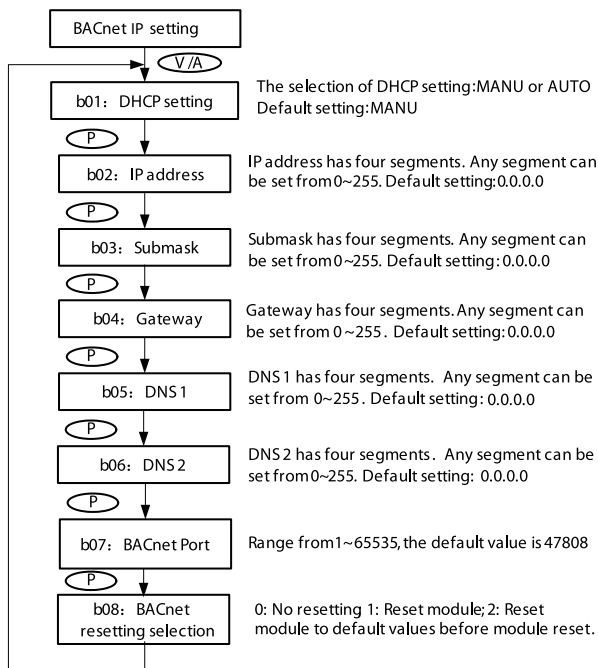 BACnet IP setting
V/A
b01: DHCP setting
The selection of DHCP setting:MANU or AUTO
Default setting:MANU
P
b02: IP address
IP address has four segments. Any segment can
be set from 0~255. Default setting:0.0.0.0
P
b03: Submask
Submask has four segments. Any segment can
be set from 0~255. Default setting: 0.0.0.0
P
b04: Gateway
Gateway has four segments. Any segment can
be set from 0~255. Default setting: 0.0.0.0
P
b05: DNS 1
DNS 1 has four segments. Any segment can be
set from 0~255. Default setting: 0.0.0.0
P
b06: DNS 2
DNS 2 has four segments. Any segment can be
set from 0~255. Default setting: 0.0.0.0
P
b07: BACnet Port
Range from 1~65535, the default value is 47808
P
b08: BACnet
resetting selection
0: No resetting 1: Reset module; 2: Reset
module to default values before module reset.